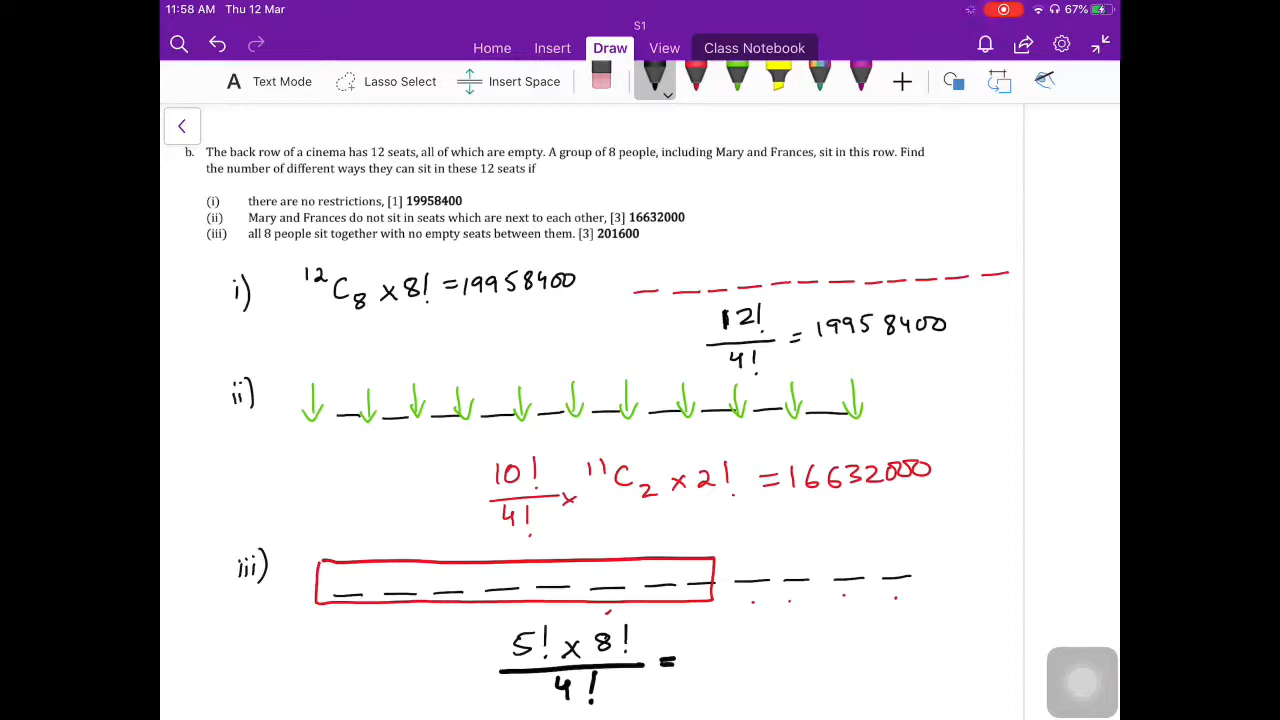 11:58 AM Thu 12 Mar
67%
S1
Home Insert Draw View Class Notebook
A Text Mode Lasso Select Insert Space
b. The back row of a cinema has 12 seats, all of which are empty. A group of 8 people, including Mary and Frances, sit in this row. Find
the number of different ways they can sit in these 12 seats if
(i) there are no restrictions, [1] 19958400
(ii) Mary and Frances do not sit in seats which are next to each other, [3] 16632000
(iii) all 8 people sit together with no empty seats between them. [3] 201600
i) ¹²C₈ × 8! = 19958400
12!/4! = 19958400
ii)
10!/4! × ¹¹C₂ × 2! = 16632000
iii)
5! × 8!/4! =